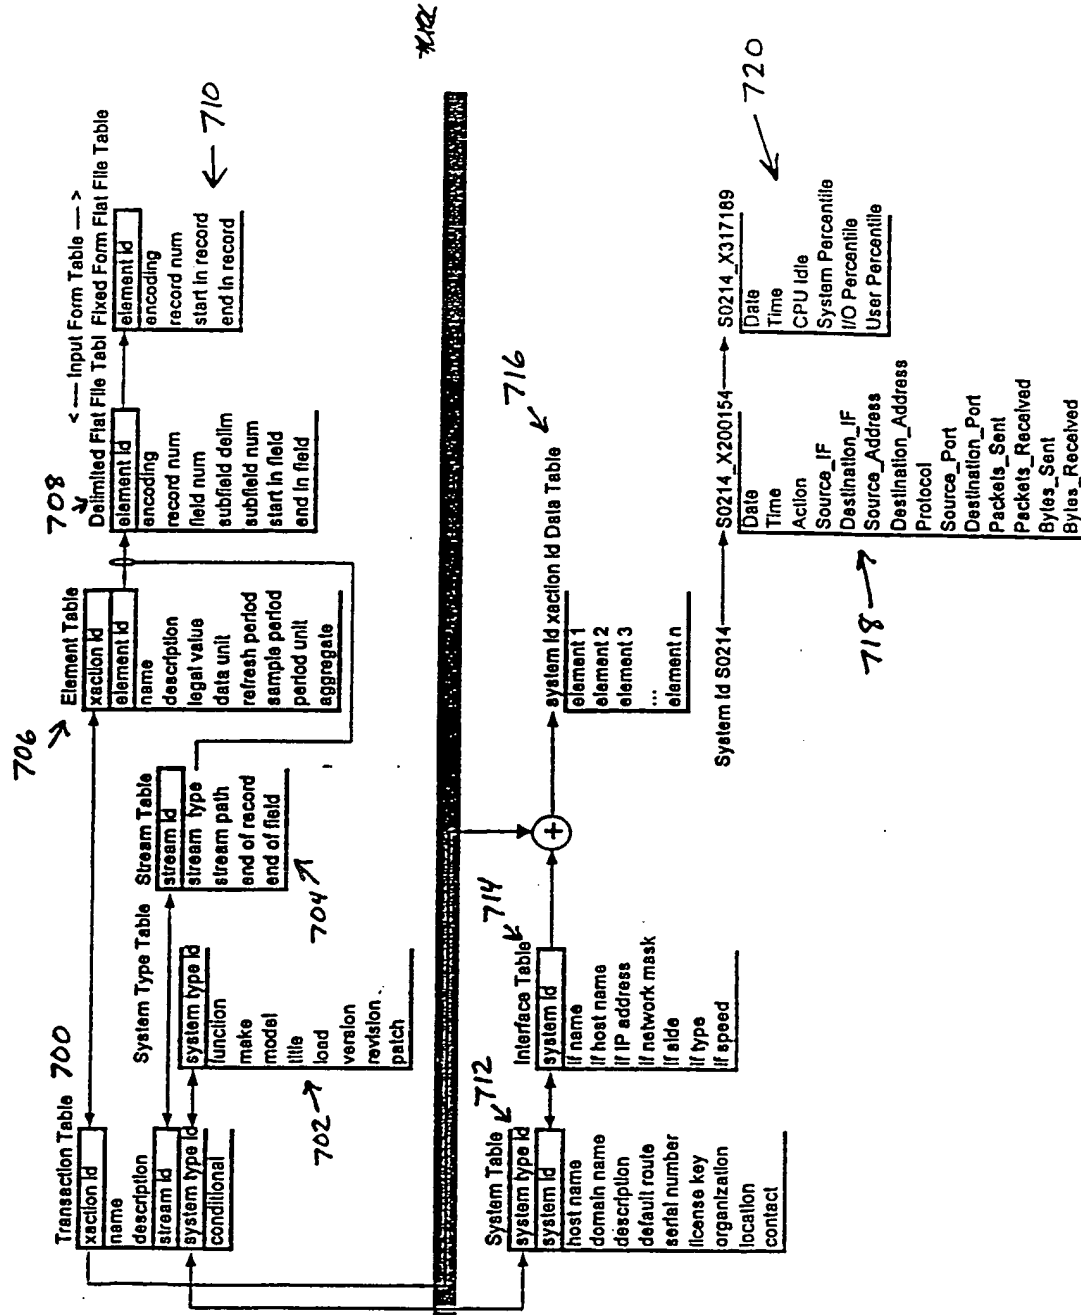 Transaction Table 700
xaction id
name
description
stream id
system type id
conditional
System Type Table
system type id
function
make
model
title
load
version
revision
patch
702
Stream Table
stream id
stream type
stream path
end of record
end of field
704
706
Element Table
xaction id
element id
name
description
legal value
data unit
refresh period
sample period
period unit
aggregate
<--- Input Form Table --->
708
Delimited Flat File Tabl
element id
encoding
record num
field num
subfield delim
subfield num
start in field
end in field
Fixed Form Flat File Table
element id
encoding
record num
start in record
end in record
710
System Table
712
system type id
system id
host name
domain name
description
default route
serial number
license key
organization
location
contact
Interface Table
714
system id
if name
if host name
if IP address
if network mask
if side
if type
if speed
+
716
system id xaction id Data Table
element 1
element 2
element 3
...
element n
System Id S0214
S0214_X200154
Date
Time
Action
Source_IF
Destination_IF
Source_Address
Destination_Address
Protocol
Source_Port
Destination_Port
Packets_Sent
Packets_Received
Bytes_Sent
Bytes_Received
718
S0214_X317189
Date
Time
CPU Idle
System Percentile
I/O Percentile
User Percentile
720